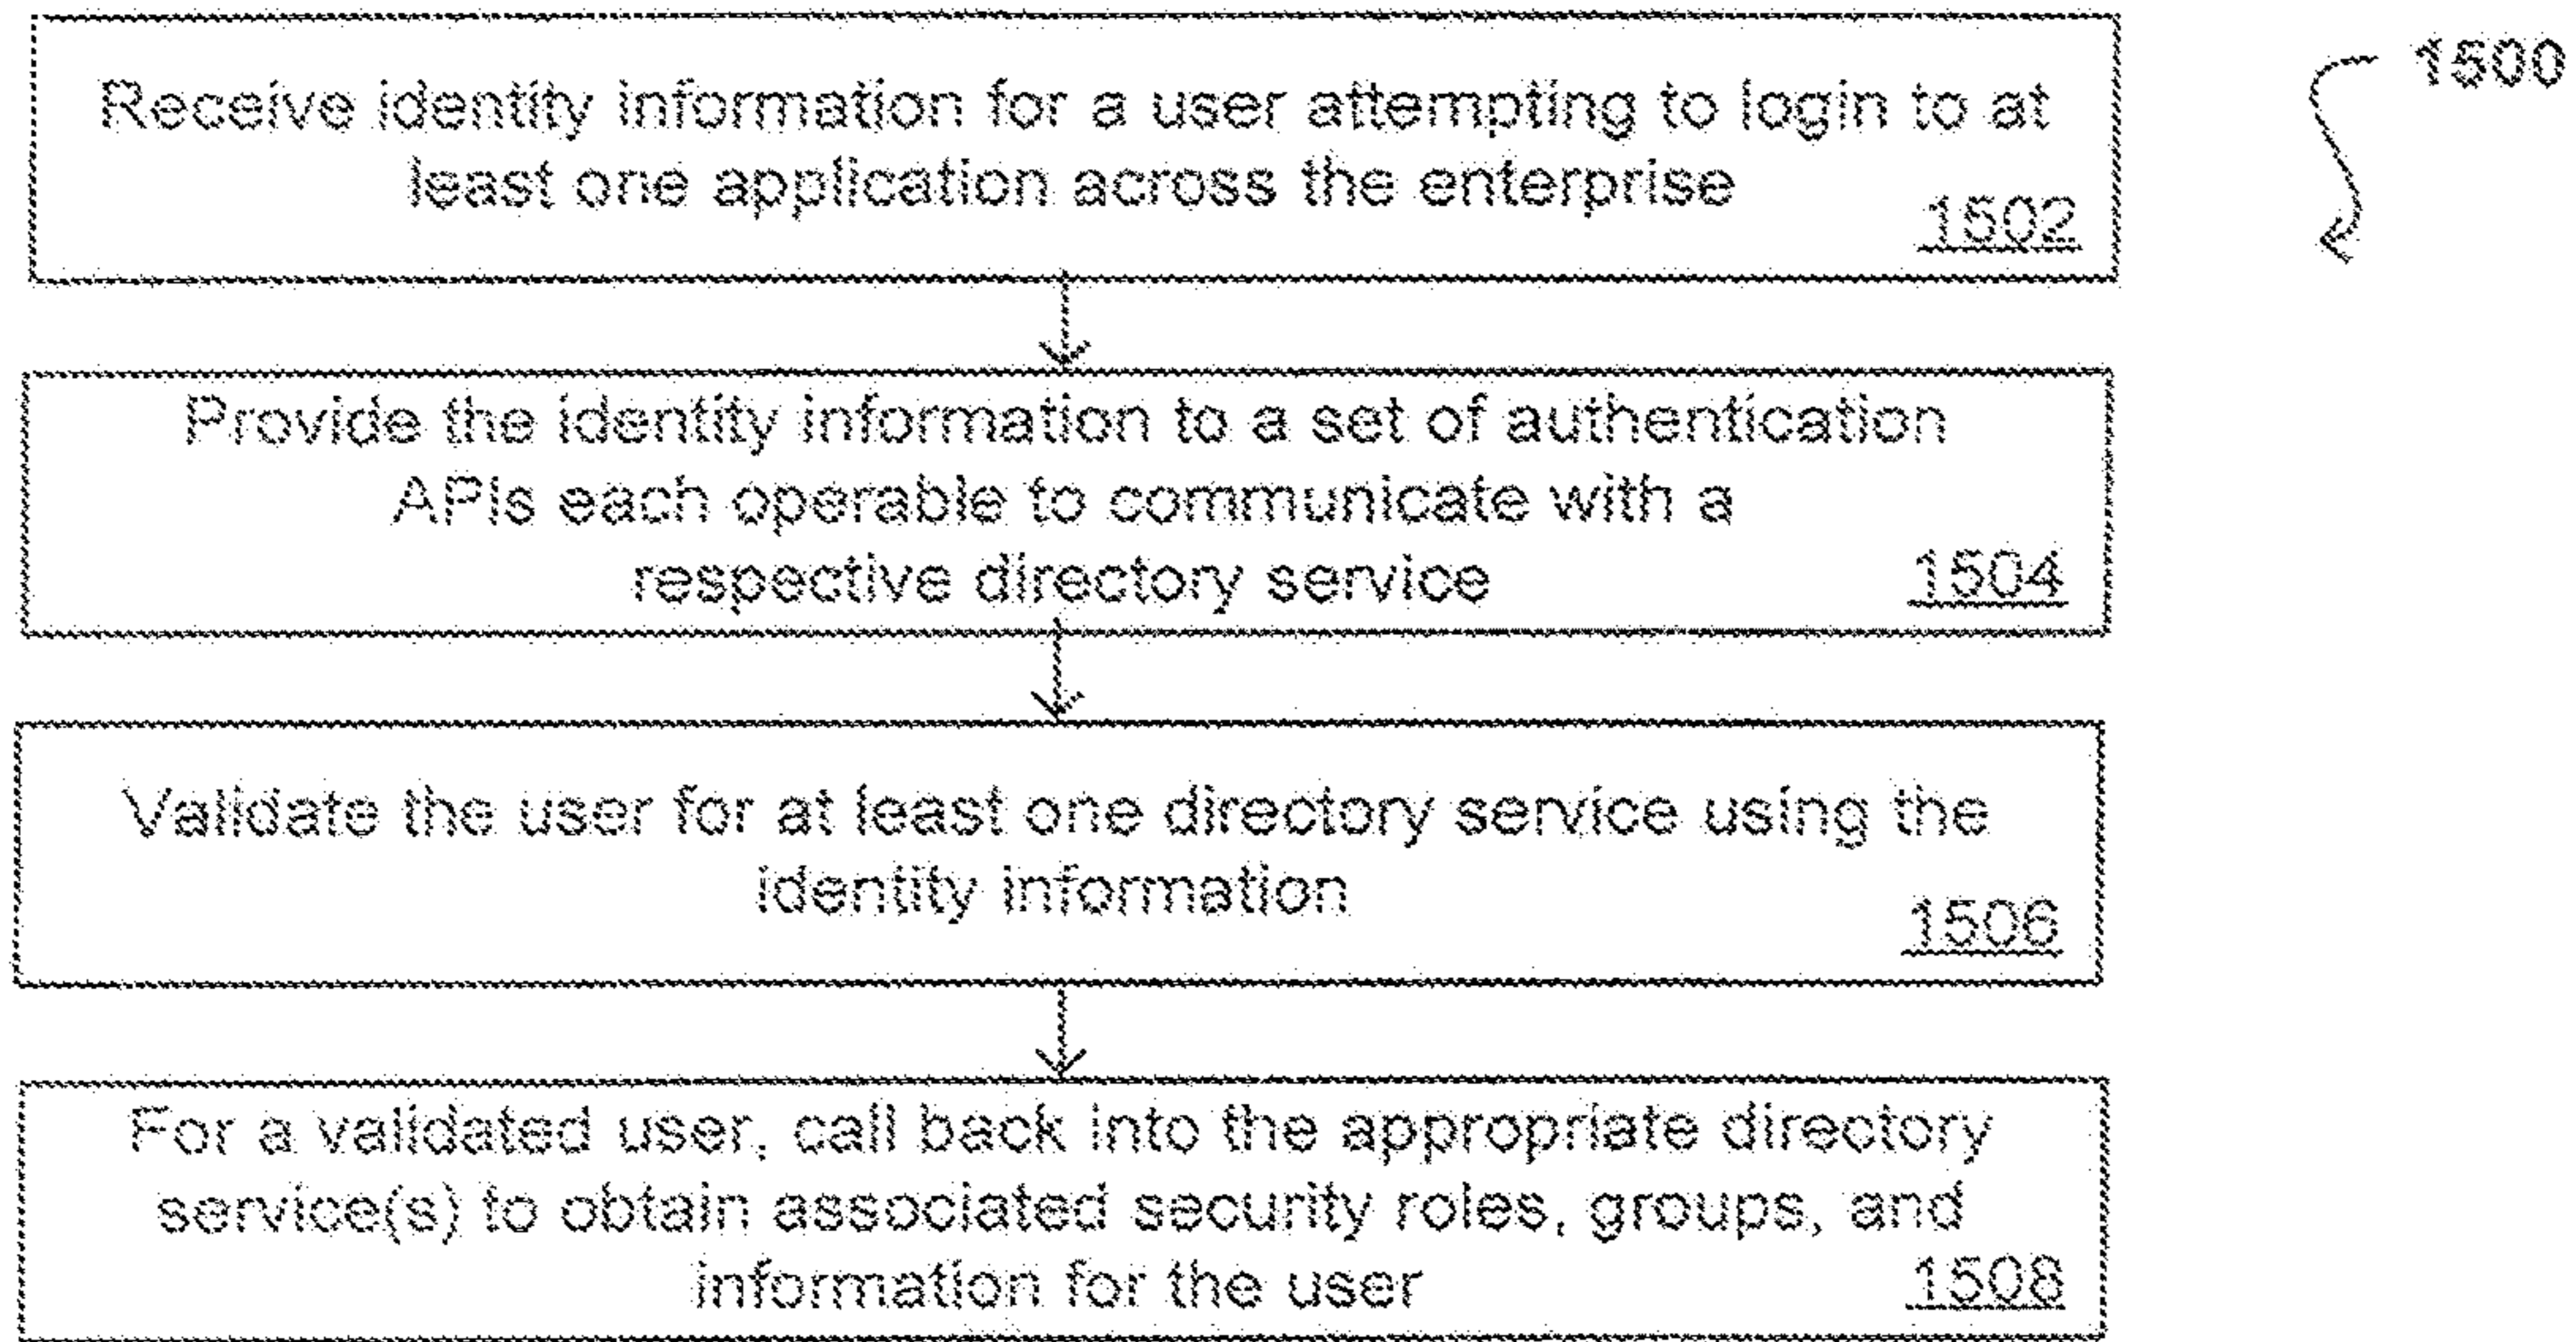 1500
Receive identity information for a user attempting to login to at
least one application across the enterprise
1502
Provide the identity information to a set of authentication
APIs each operable to communicate with a
respective directory service
1504
Validate the user for at least one directory service using the
identity information
1506
For a validated user, call back into the appropriate directory
service(s) to obtain associated security roles, groups, and
information for the user
1508